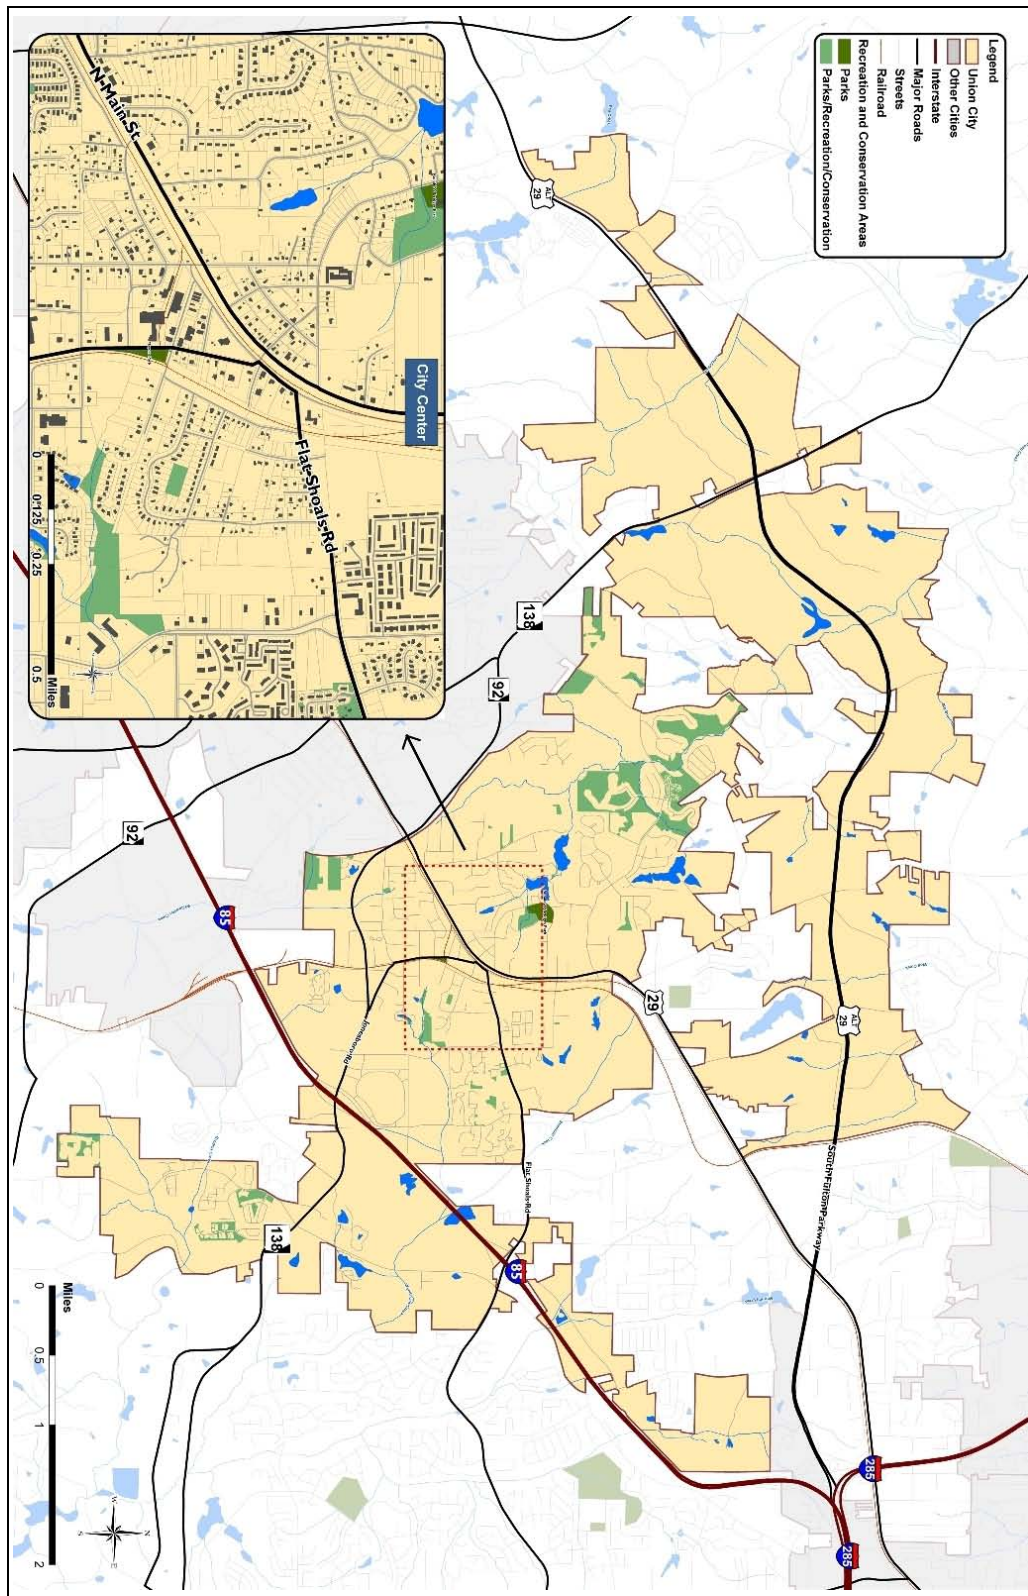 Legend
Union City
Other Cities
Interstate
Major Roads
Streets
Railroad
Recreation and Conservation Areas
Parks
Parks/Recreation/Conservation
City Center
N Main St
Flat Shoals Rd
0 0.125 0.25 0.5
Miles
ALT
29
138
92
92
85
29
ALT
29
South Fulton Parkway
Jonesboro Rd
Flat Shoals Rd
138
85
285
285
Miles
0 0.5 1 2
N
W
E
S